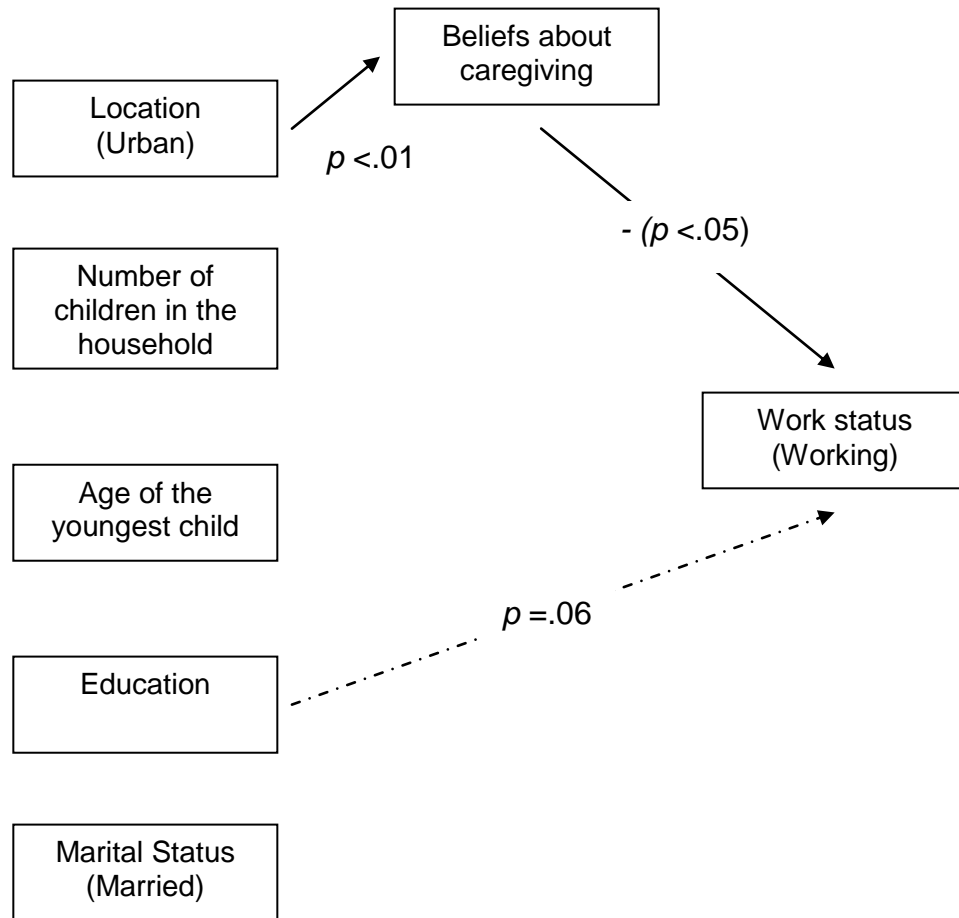 Beliefs about
caregiving
Location
(Urban)
p <.01
- (p <.05)
Number of
children in the
household
Work status
(Working)
Age of the
youngest child
p =.06
Education
Marital Status
(Married)